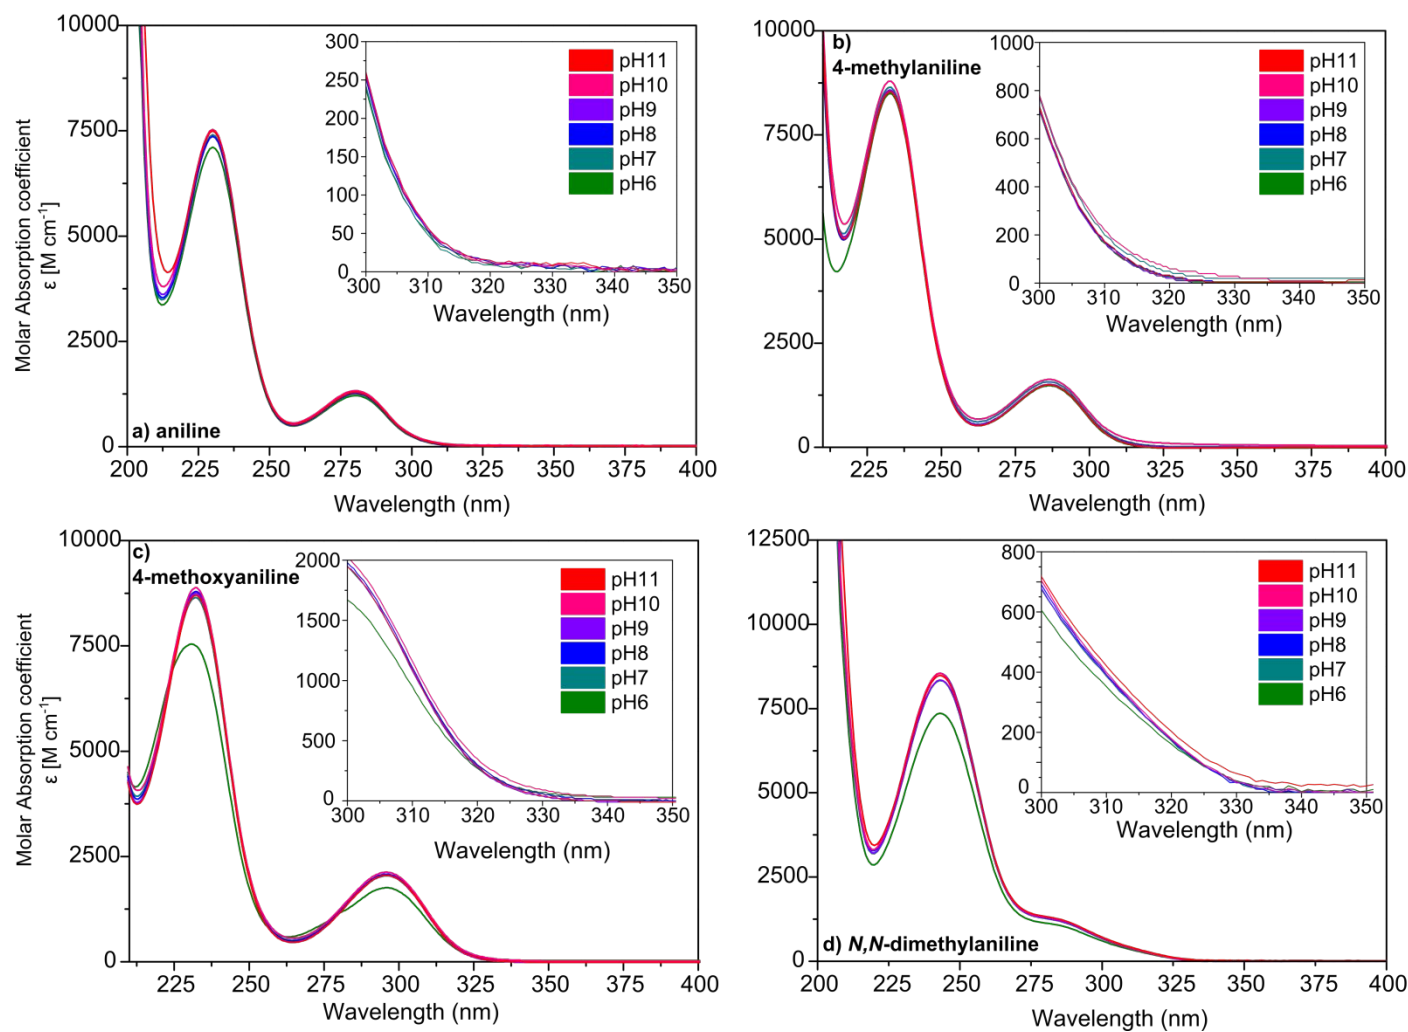 Molar Absorption coefficient
ε [M cm⁻¹]
10000
7500
5000
2500
0
a) aniline
200 225 250 275 300 325 350 375 400
Wavelength (nm)
300
250
200
150
100
50
0
300 310 320 330 340 350
Wavelength (nm)
pH11
pH10
pH9
pH8
pH7
pH6
10000
7500
5000
2500
0
b)
4-methylaniline
225 250 275 300 325 350 375 400
Wavelength (nm)
1000
800
600
400
200
0
300 310 320 330 340 350
Wavelength (nm)
pH11
pH10
pH9
pH8
pH7
pH6
Molar Absorption coefficient
ε [M cm⁻¹]
10000
7500
5000
2500
0
c)
4-methoxyaniline
225 250 275 300 325 350 375 400
Wavelength (nm)
2000
1500
1000
500
0
300 310 320 330 340 350
Wavelength (nm)
pH11
pH10
pH9
pH8
pH7
pH6
12500
10000
7500
5000
2500
0
d) N,N-dimethylaniline
200 225 250 275 300 325 350 375 400
Wavelength (nm)
800
600
400
200
0
300 310 320 330 340 350
Wavelength (nm)
pH11
pH10
pH9
pH8
pH7
pH6